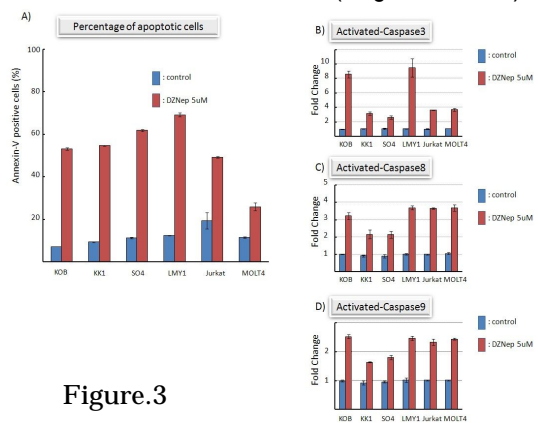 A)
Percentage of apoptotic cells
Annexin-V positive cells (%)
100
80
60
40
20
: control
: DZNep 5uM
KOB KK1 SO4 LMY1 Jurkat MOLT4
B)
Activated-Caspase3
Fold Change
10
8
6
4
2
: control
: DZNep 5uM
KOB KK1 SO4 LMY1 Jurkat MOLT4
C)
Activated-Caspase8
Fold Change
5
4
3
2
1
: control
: DZNep 5uM
KOB KK1 SO4 LMY1 Jurkat MOLT4
D)
Activated-Caspase9
Fold Change
2
1
: control
: DZNep 5uM
KOB KK1 SO4 LMY1 Jurkat MOLT4
Figure.3